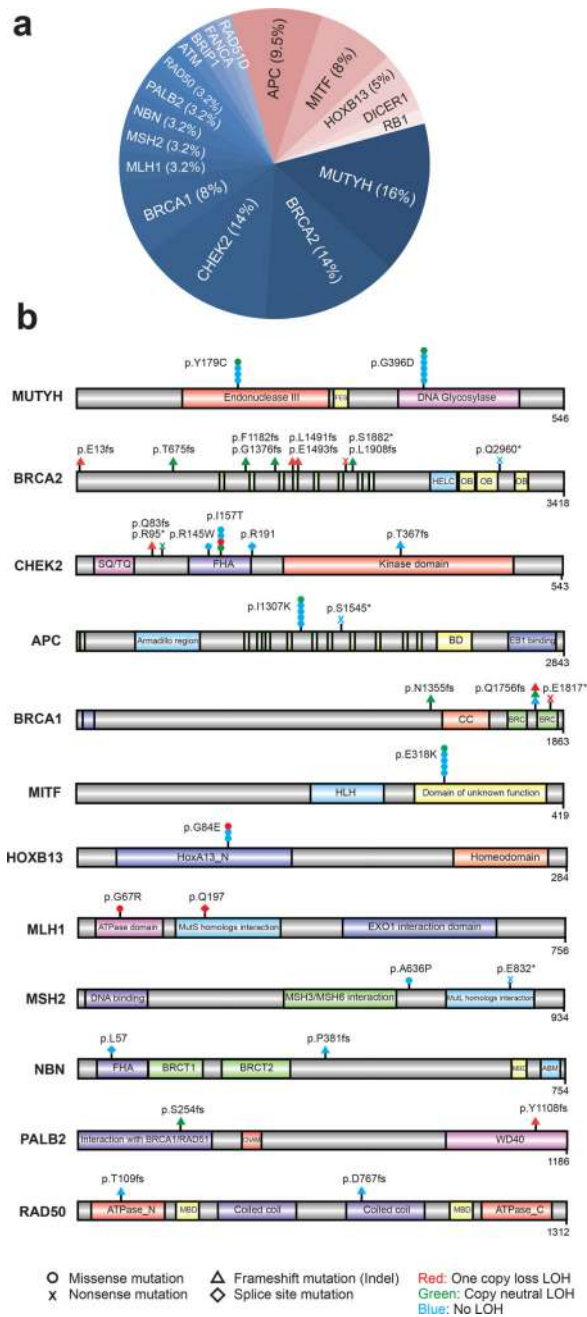 a
RAD51D
FANCA
BRIP1
ATM
RAD50 (3.2%)
PALB2 (3.2%)
NBN (3.2%)
MSH2 (3.2%)
MLH1 (3.2%)
BRCA1 (8%)
CHEK2 (14%)
BRCA2 (14%)
MUTYH (16%)
RB1
DICER1
HOXB13 (5%)
MITF (8%)
APC (9.5%)
b
p.Y179C p.G396D
MUTYH Endonuclease III FES DNA Glycosylase
546
p.F1182fs p.L1491fs p.S1882*
p.E13fs p.T675fs p.G1376fs p.E1493fs p.L1908fs p.Q2960*
BRCA2 HELC OB OB OB
3418
p.Q83fs p.I157T
p.R95* p.R145W p.R191 p.T367fs
CHEK2 SQ/TQ FHA Kinase domain
543
p.I1307K p.S1545*
APC Armadillo region BD EB1 binding
2843
p.N1355fs p.Q1756fs p.E1817*
BRCA1 CC BRC BRC
1863
p.E318K
MITF HLH Domain of unknown function
419
p.G84E
HOXB13 HoxA13_N Homeodomain
284
p.G67R p.Q197
MLH1 ATPase domain MutS homologs interaction EXO1 interaction domain
756
p.A636P p.E832*
MSH2 DNA binding MSH3/MSH6 interaction MutL homologs interaction
934
p.L57 p.P381fs
NBN FHA BRCT1 BRCT2 MBD ABM
754
p.S254fs p.Y1108fs
PALB2 Interaction with BRCA1/RAD51 ChAM WD40
1186
p.T109fs p.D767fs
RAD50 ATPase_N MBD Coiled coil Coiled coil MBD ATPase_C
1312
Missense mutation Frameshift mutation (Indel) Red: One copy loss LOH
x Nonsense mutation Splice site mutation Green: Copy neutral LOH
Blue: No LOH